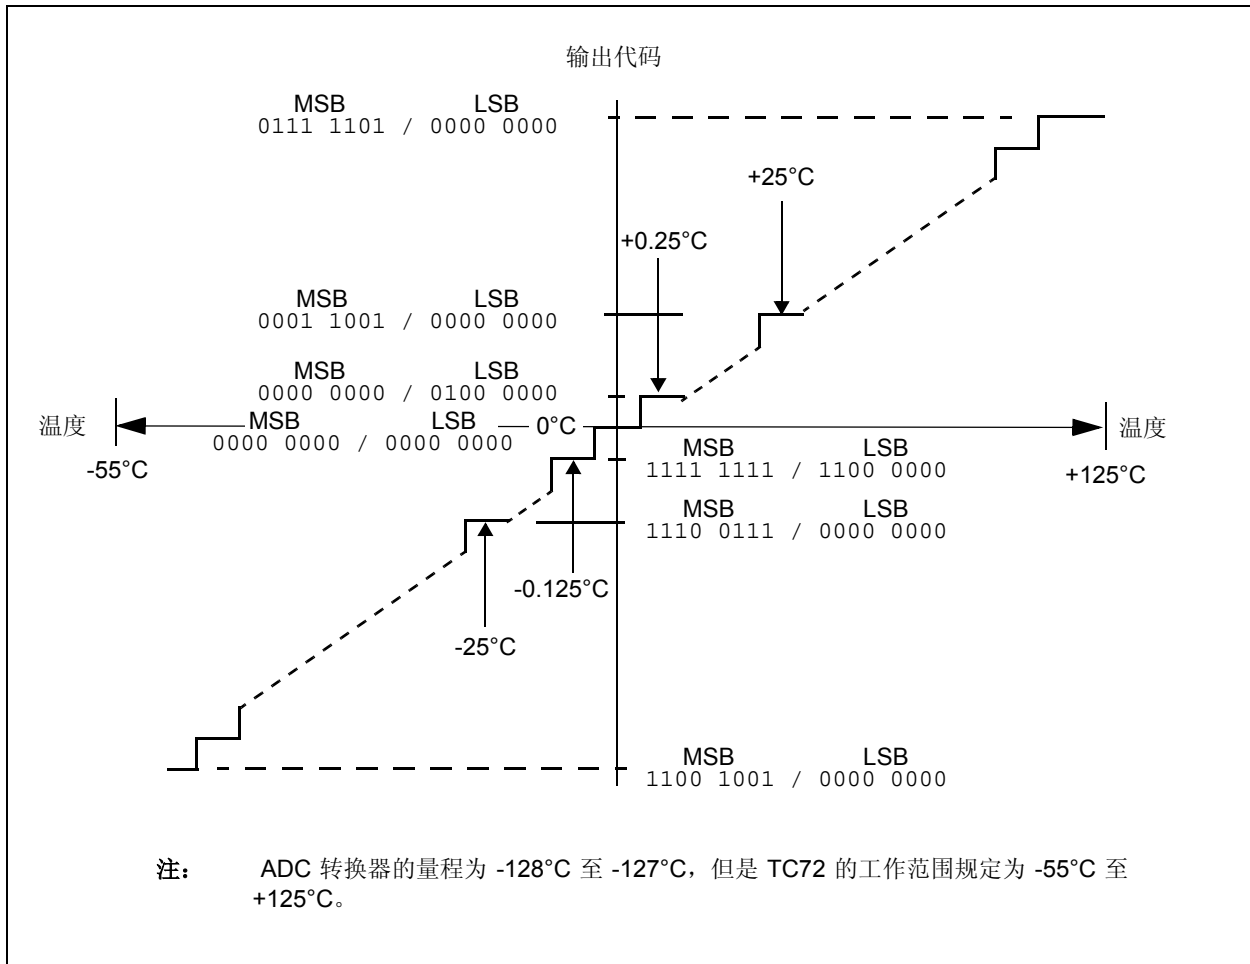 输出代码
MSB LSB
0111 1101 / 0000 0000
+25°C
+0.25°C
MSB LSB
0001 1001 / 0000 0000
MSB LSB
0000 0000 / 0100 0000
温度 MSB LSB 0°C 温度
0000 0000 / 0000 0000
-55°C +125°C
MSB LSB
1111 1111 / 1100 0000
MSB LSB
1110 0111 / 0000 0000
-0.125°C
-25°C
MSB LSB
1100 1001 / 0000 0000
注： ADC 转换器的量程为 -128°C 至 -127°C，但是 TC72 的工作范围规定为 -55°C 至
+125°C。